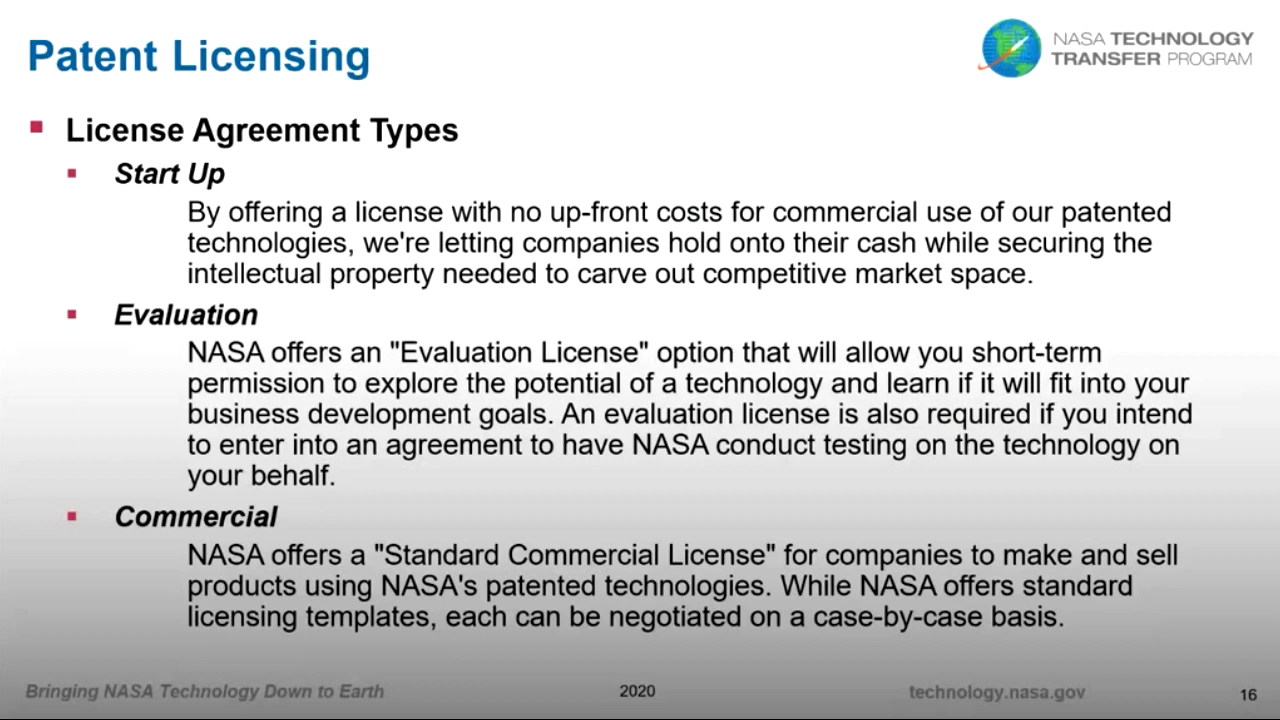 Patent Licensing
NASA TECHNOLOGY
TRANSFER PROGRAM
License Agreement Types
Start Up
By offering a license with no up-front costs for commercial use of our patented
technologies, we're letting companies hold onto their cash while securing the
intellectual property needed to carve out competitive market space.
Evaluation
NASA offers an "Evaluation License" option that will allow you short-term
permission to explore the potential of a technology and learn if it will fit into your
business development goals. An evaluation license is also required if you intend
to enter into an agreement to have NASA conduct testing on the technology on
your behalf.
Commercial
NASA offers a "Standard Commercial License" for companies to make and sell
products using NASA's patented technologies. While NASA offers standard
licensing templates, each can be negotiated on a case-by-case basis.
Bringing NASA Technology Down to Earth
2020
technology.nasa.gov
16